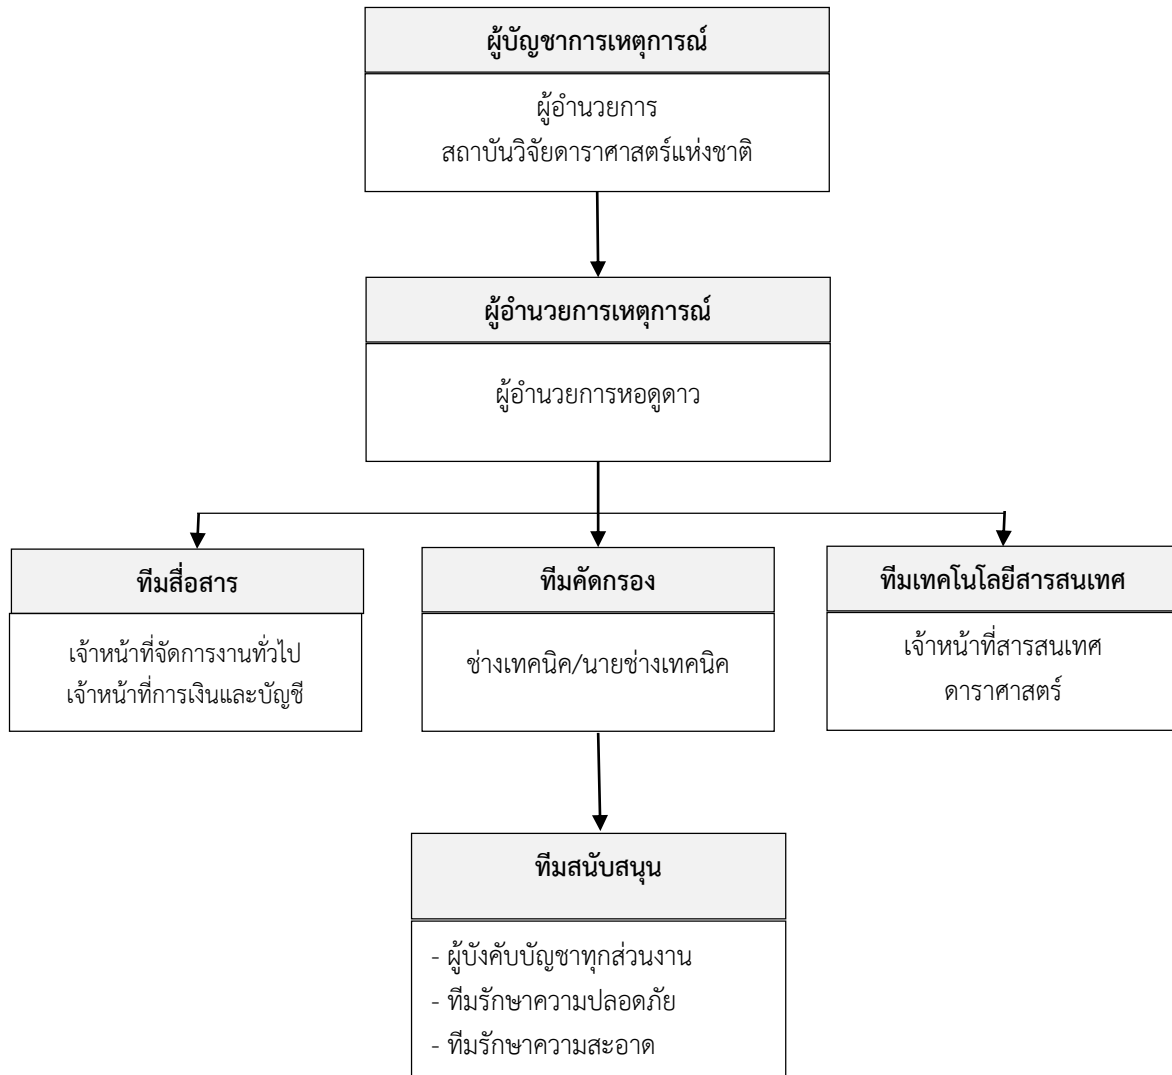 ผู้บัญชาการเหตุการณ์
ผู้อำนวยการ
สถาบันวิจัยดาราศาสตร์แห่งชาติ
ผู้อำนวยการเหตุการณ์
ผู้อำนวยการหอดูดาว
ทีมสื่อสาร
เจ้าหน้าที่จัดการงานทั่วไป
เจ้าหน้าที่การเงินและบัญชี
ทีมคัดกรอง
ช่างเทคนิค/นายช่างเทคนิค
ทีมเทคโนโลยีสารสนเทศ
เจ้าหน้าที่สารสนเทศ
ดาราศาสตร์
ทีมสนับสนุน
- ผู้บังคับบัญชาทุกส่วนงาน
- ทีมรักษาความปลอดภัย
- ทีมรักษาความสะอาด